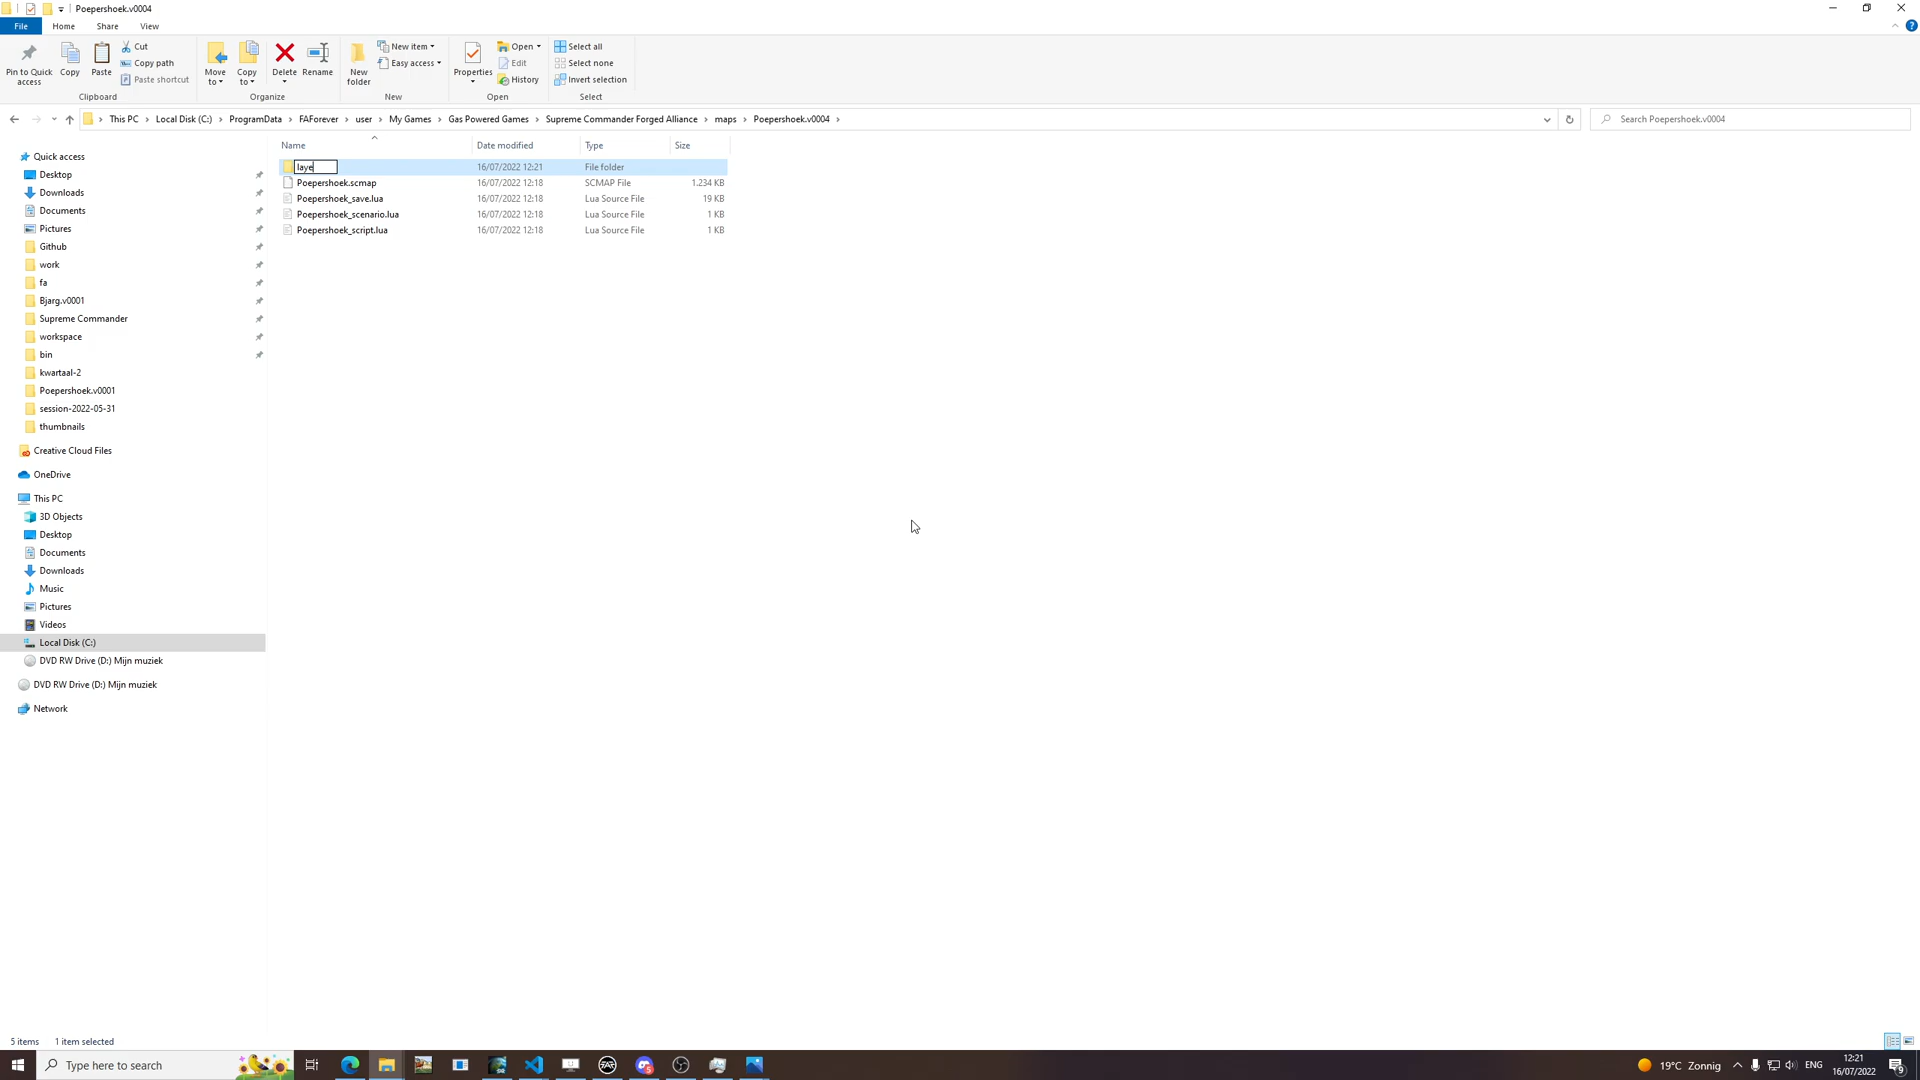 Poepershoek.v0004
File Home Share View
Pin to Quick access
Copy
Paste
Cut
Copy path
Paste shortcut
Clipboard
Move to
Copy to
Delete
Rename
Organize
New folder
New item
Easy access
New
Properties
Open
Edit
History
Open
Select all
Select none
Invert selection
Select
This PC > Local Disk (C:) > ProgramData > FAForever > user > My Games > Gas Powered Games > Supreme Commander Forged Alliance > maps > Poepershoek.v0004 >
Search Poepershoek.v0004
Name Date modified Type Size
laye 16/07/2022 12:21 File folder
Poepershoek.scmap 16/07/2022 12:18 SCMAP File 1.234 KB
Poepershoek_save.lua 16/07/2022 12:18 Lua Source File 19 KB
Poepershoek_scenario.lua 16/07/2022 12:18 Lua Source File 1 KB
Poepershoek_script.lua 16/07/2022 12:18 Lua Source File 1 KB
Quick access
Desktop
Downloads
Documents
Pictures
Github
work
fa
Bjarg.v0001
Supreme Commander
workspace
bin
kwartaal-2
Poepershoek.v0001
session-2022-05-31
thumbnails
Creative Cloud Files
OneDrive
This PC
3D Objects
Desktop
Documents
Downloads
Music
Pictures
Videos
Local Disk (C:)
DVD RW Drive (D:) Mijn muziek
DVD RW Drive (D:) Mijn muziek
Network
5 items 1 item selected
Type here to search
FAF
5
19°C Zonnig
ENG
12:21
16/07/2022
9